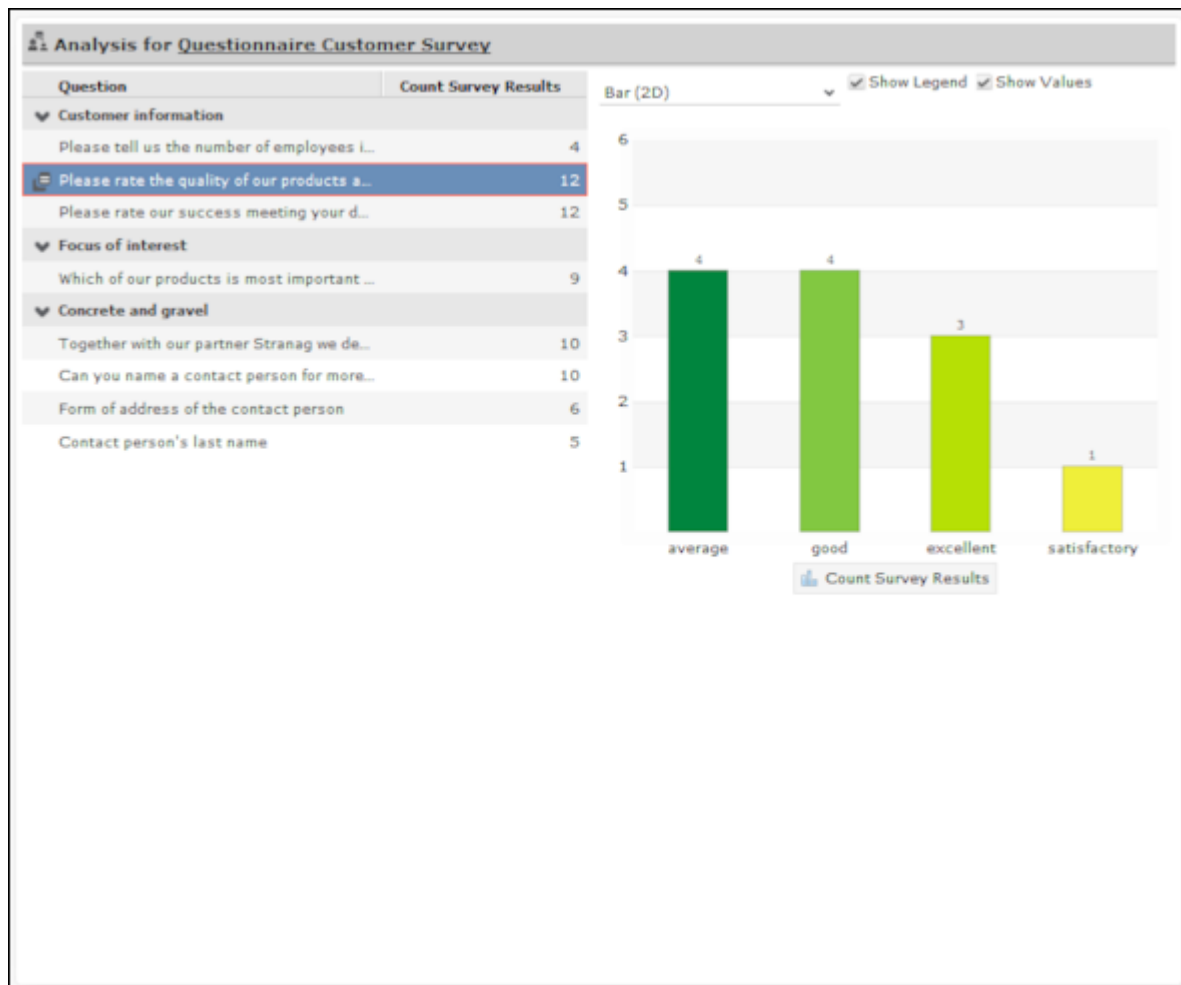 Analysis for Questionnaire Customer Survey
Question Count Survey Results
Customer information
Please tell us the number of employees i... 4
Please rate the quality of our products a... 12
Please rate our success meeting your d... 12
Focus of interest
Which of our products is most important ... 9
Concrete and gravel
Together with our partner Stranag we de... 10
Can you name a contact person for more... 10
Form of address of the contact person 6
Contact person's last name 5
Bar (2D) Show Legend Show Values
6
5
4
3
2
1
4 4 3 1
average good excellent satisfactory
Count Survey Results